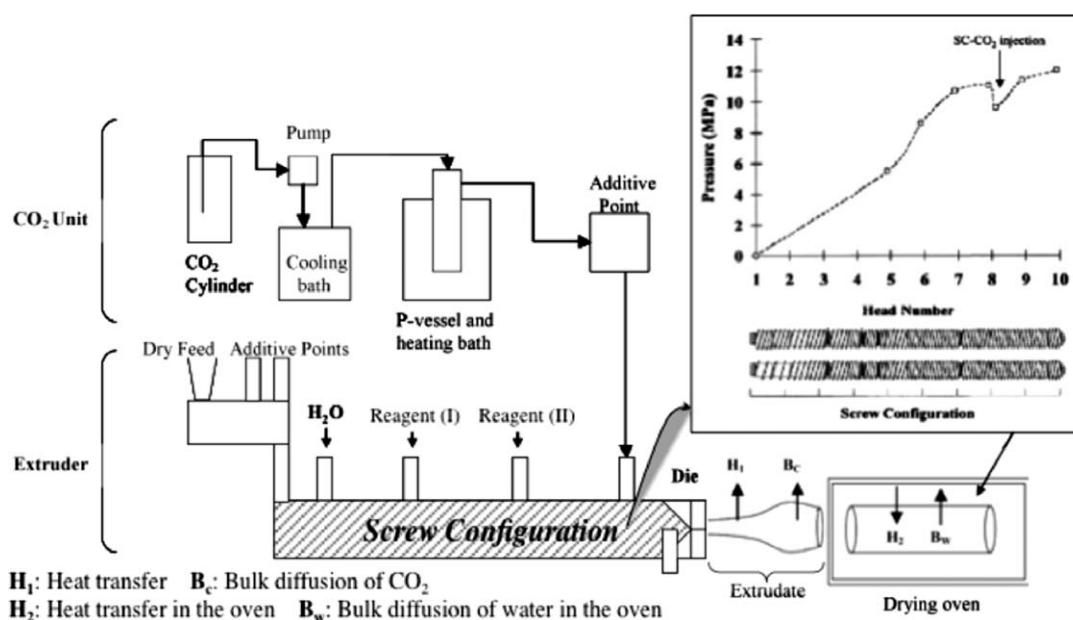 CO₂ Unit
Pump
CO₂
Cylinder
Cooling
bath
P-vessel and
heating bath
Additive
Point
Extruder
Dry Feed
Additive Points
H₂O
Reagent (I)
Reagent (II)
Die
Screw Configuration
H₁
B_C
Extrudate
H₂
B_W
Drying oven
Pressure (MPa)
14
12
10
8
6
4
2
0
SC-CO₂ injection
1 2 3 4 5 6 7 8 9 10
Head Number
Screw Configuration
H₁: Heat transfer B_c: Bulk diffusion of CO₂
H₂: Heat transfer in the oven B_w: Bulk diffusion of water in the oven